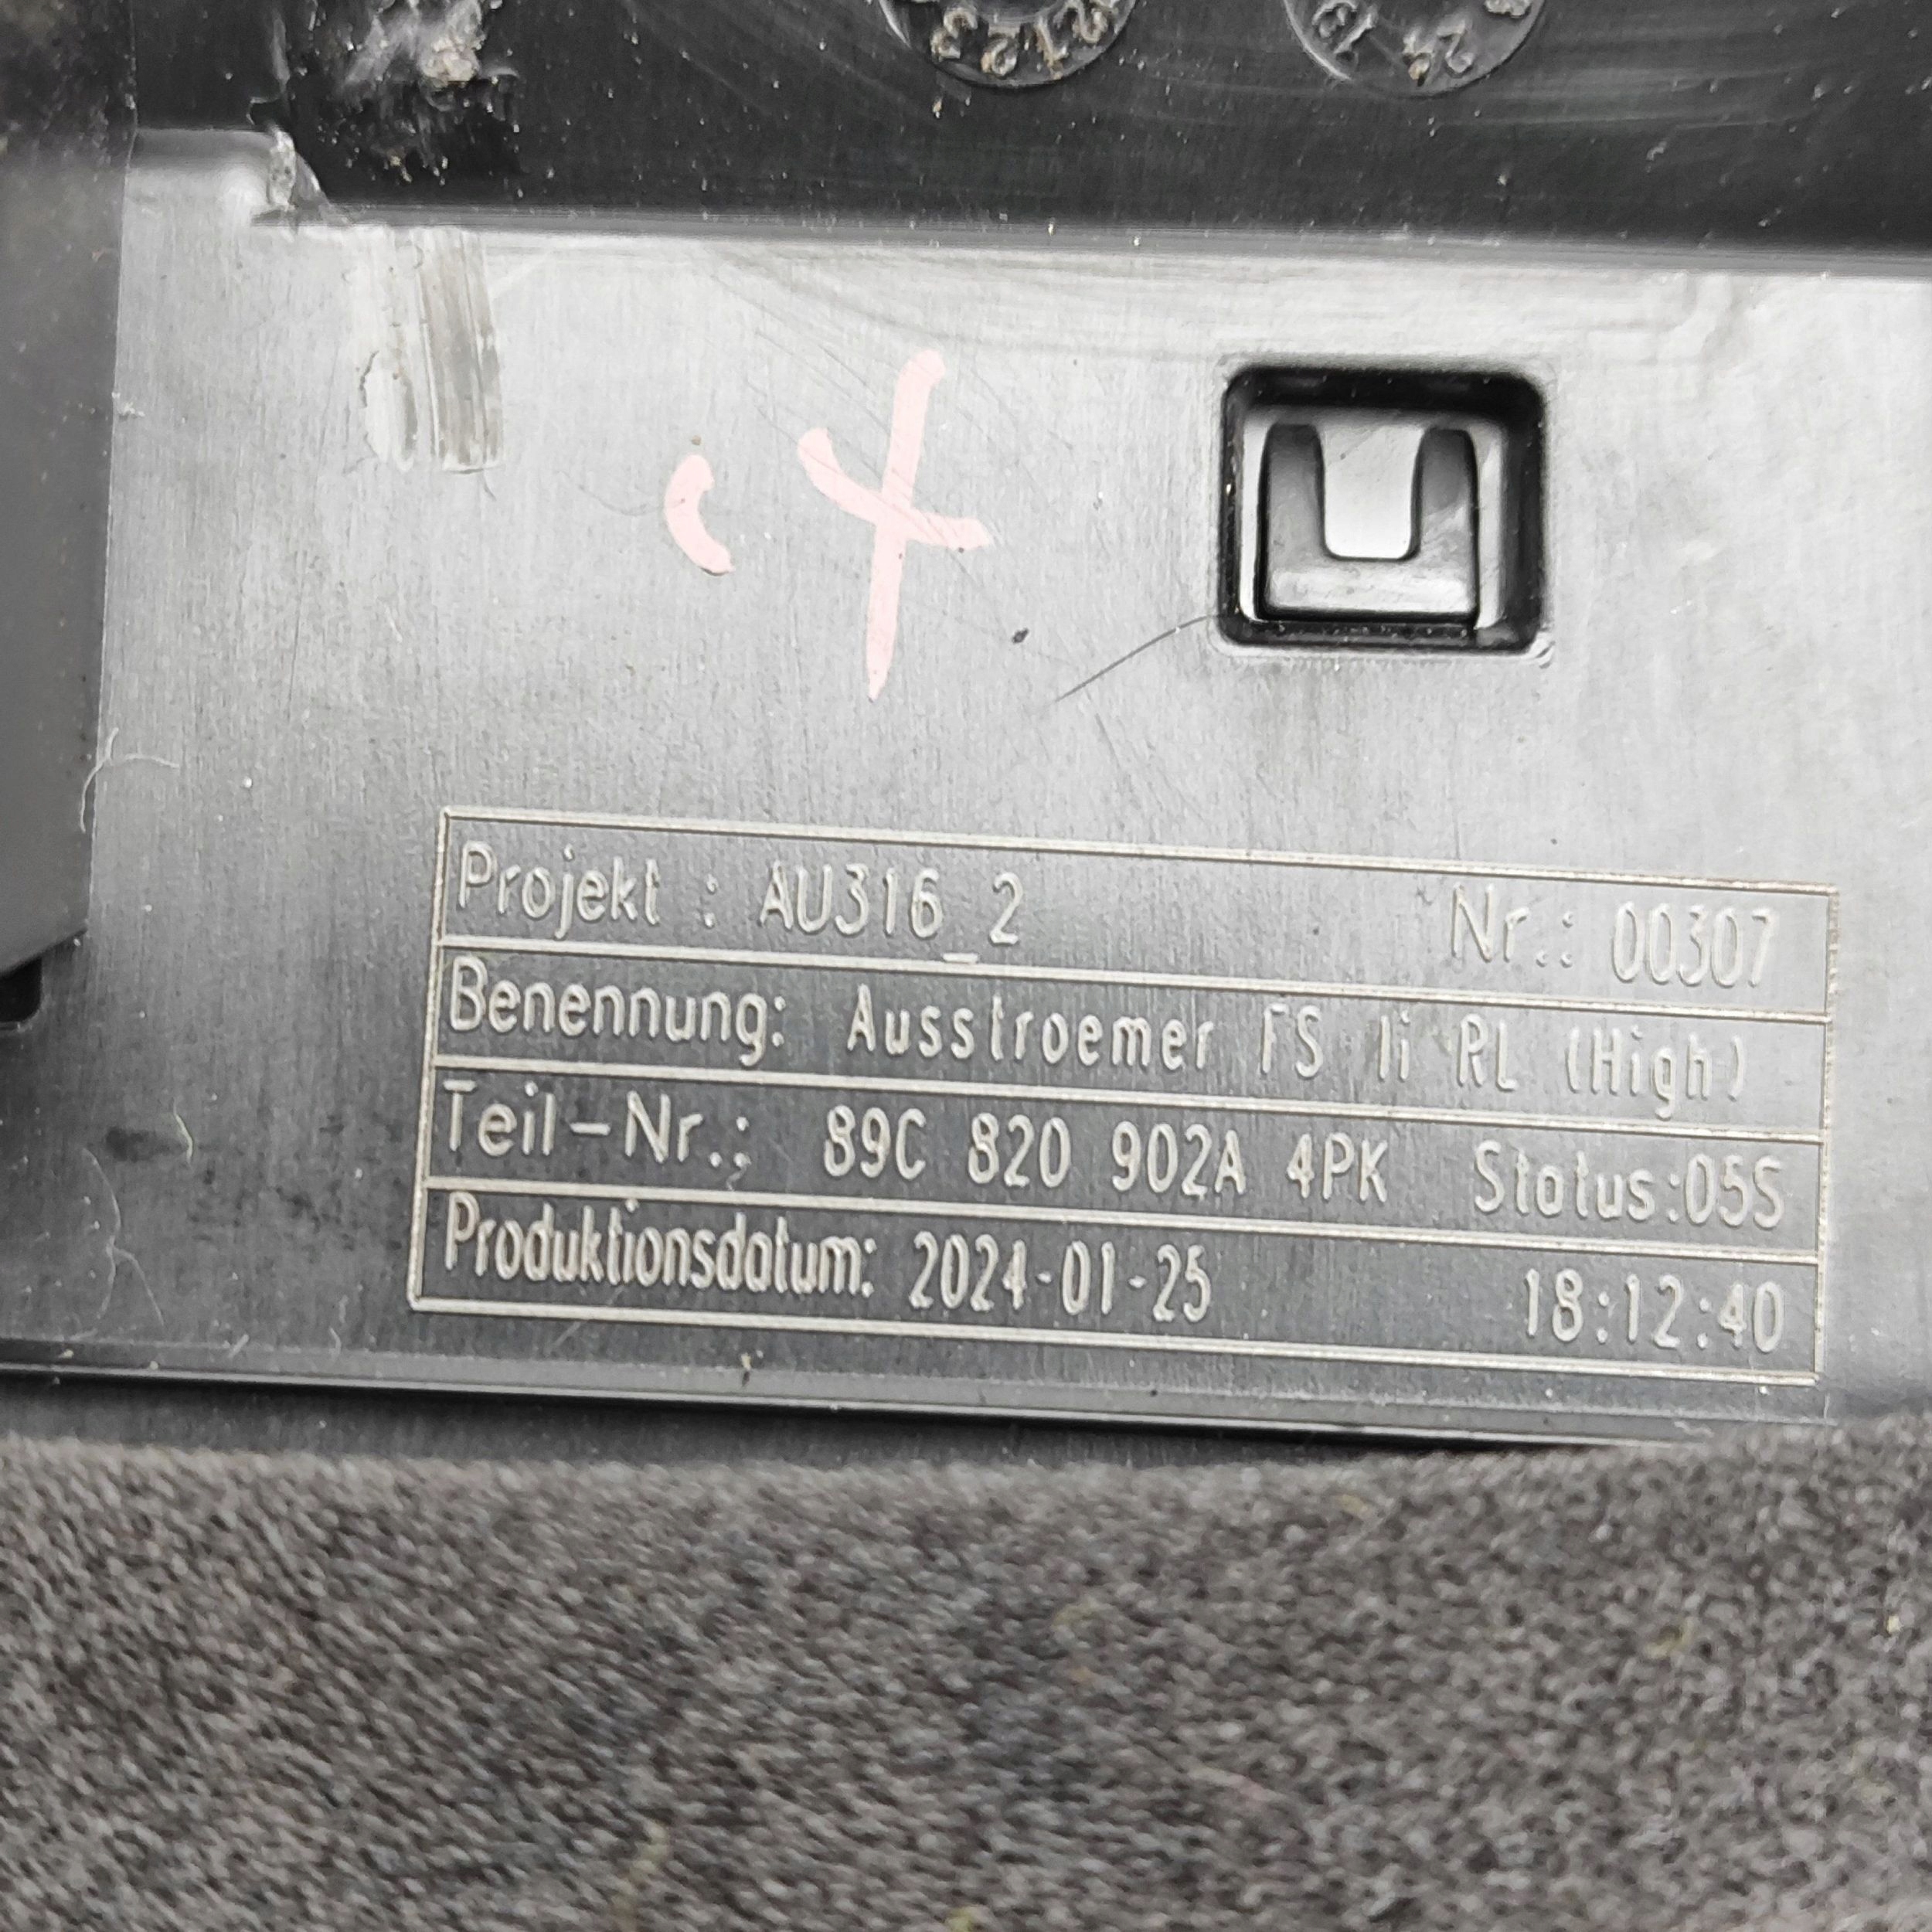 Projekt : AU316_2 Nr.: 00307
Benennung: Ausstroemer FS li RL (High)
Teil-Nr.: 89C 820 902A 4PK Status:05S
Produktionsdatum: 2024-01-25 18:12:40